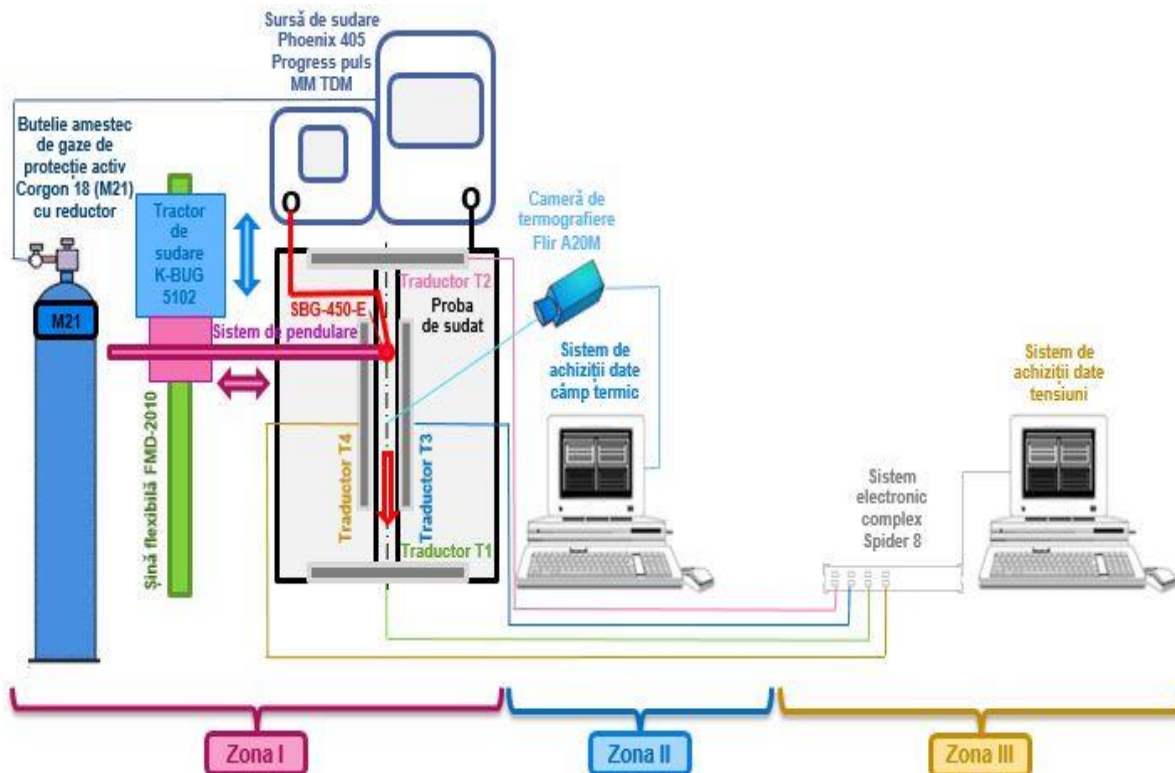 Sursă de sudare
Phoenix 405
Progress puls
MM TDM
Butelie amestec
de gaze de
protecție activ
Corgon 18 (M21)
cu reductor
Tractor
de
sudare
K-BUG
5102
M21
Șină flexibilă FMD-2010
Sistem de pendulare
SBG-450-E
Traductor T2
Proba
de sudat
Traductor T4
Traductor T3
Traductor T1
Cameră de
termografiere
Flir A20M
Sistem de
achiziții date
câmp termic
Sistem
electronic
complex
Spider 8
Sistem de
achiziții date
tensiuni
Zona I
Zona II
Zona III